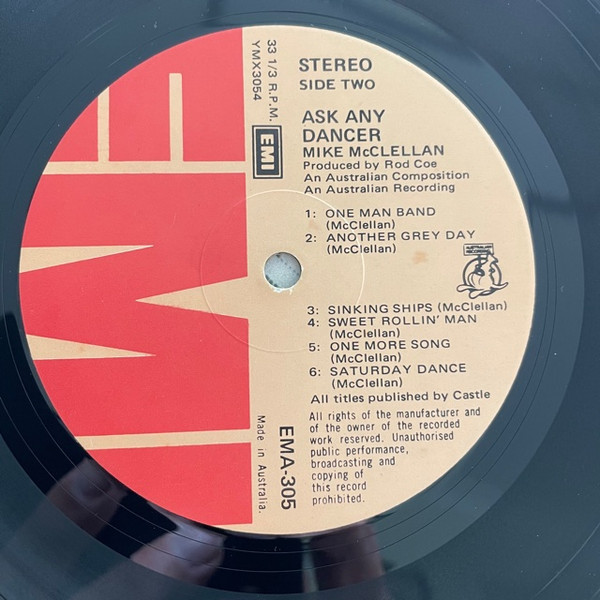 STEREO
SIDE TWO
ASK ANY
DANCER
MIKE McCLELLAN
Produced by Rod Coe
An Australian Composition
An Australian Recording
1: ONE MAN BAND
(McClellan)
2: ANOTHER GREY DAY
(McClellan)
AUSTRALIAN
RECORDING
3: SINKING SHIPS (McClellan)
4: SWEET ROLLIN' MAN
(McClellan)
5: ONE MORE SONG
(McClellan)
6: SATURDAY DANCE
(McClellan)
All titles published by Castle
All rights of the manufacturer and
of the owner of the recorded
work reserved. Unauthorised
public performance,
broadcasting and
copying of
this record
prohibited.
33 1/3 R.P.M.
YMX3054
EMI
EMA-305
Made in Australia.
EMI